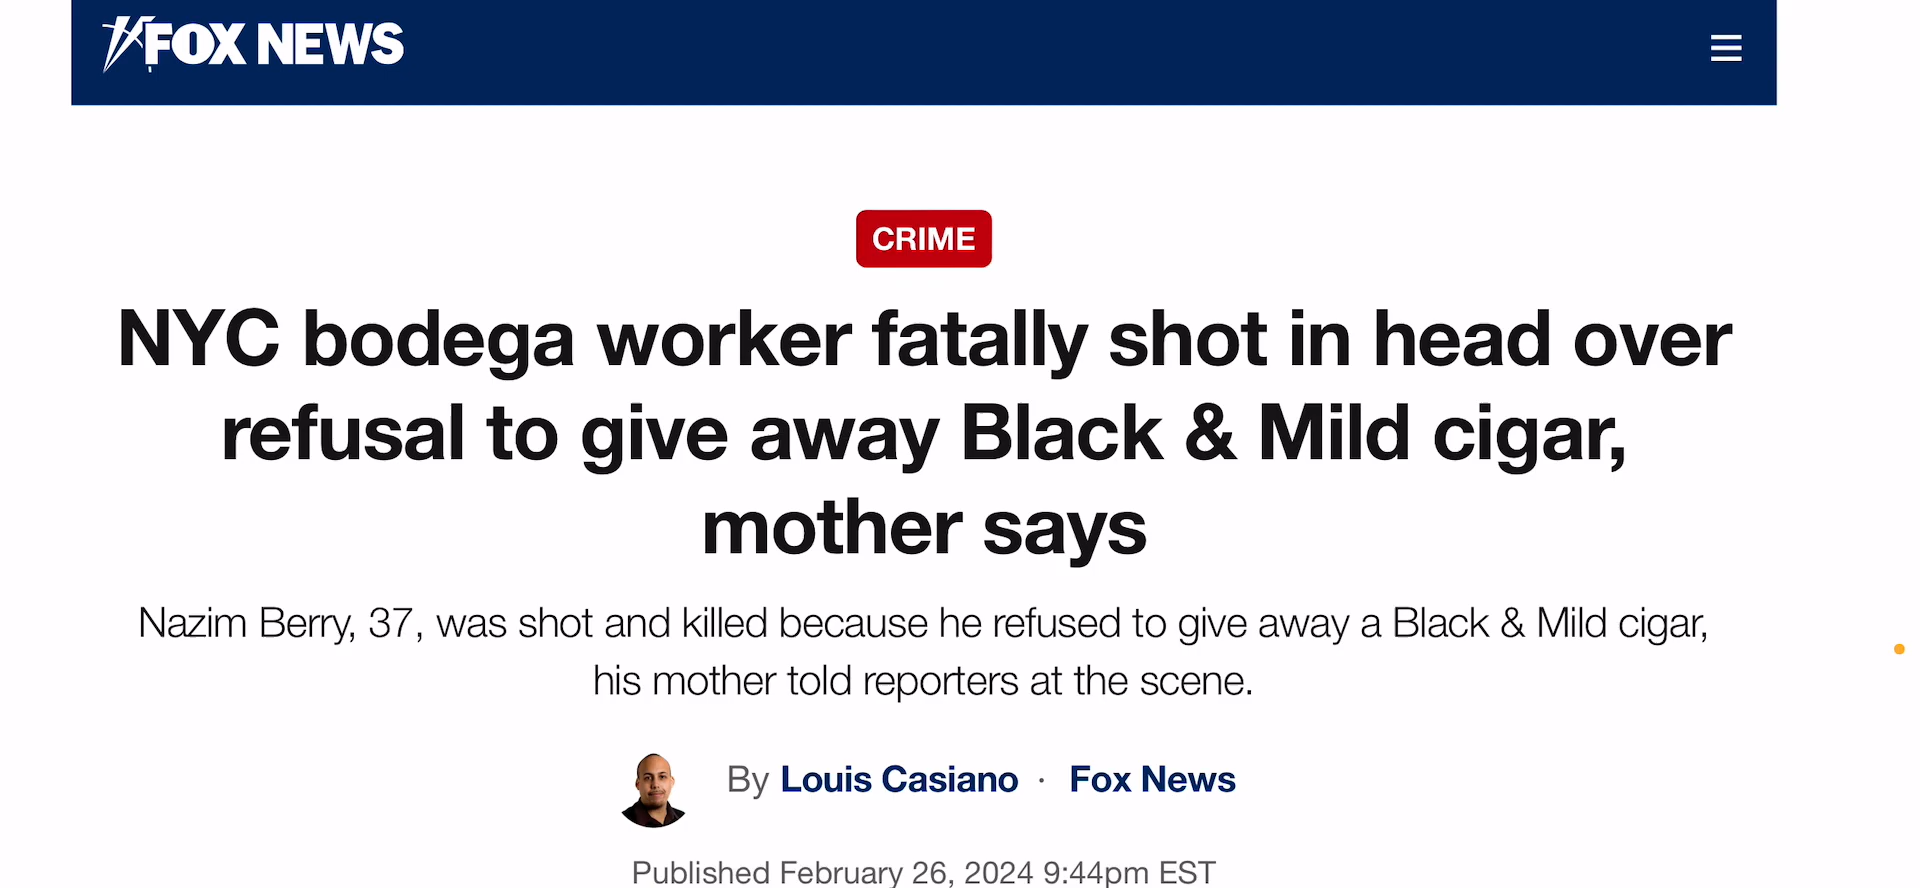 FOX NEWS
CRIME
NYC bodega worker fatally shot in head over
refusal to give away Black & Mild cigar,
mother says
Nazim Berry, 37, was shot and killed because he refused to give away a Black & Mild cigar,
his mother told reporters at the scene.
By Louis Casiano · Fox News
Published February 26, 2024 9:44pm EST